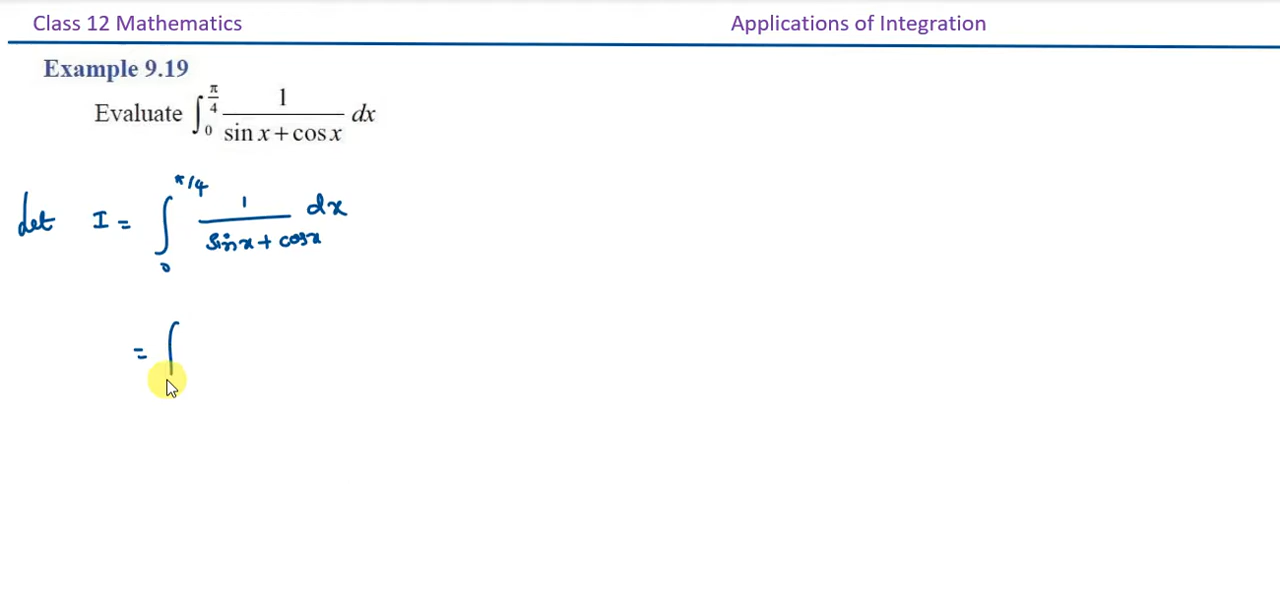 Class 12 Mathematics Applications of Integration
Example 9.19
Evaluate ∫₀^{π/4} 1/(sin x + cos x) dx
Let I = ∫₀^{π/4} 1/(sinx + cosx) dx
= ∫